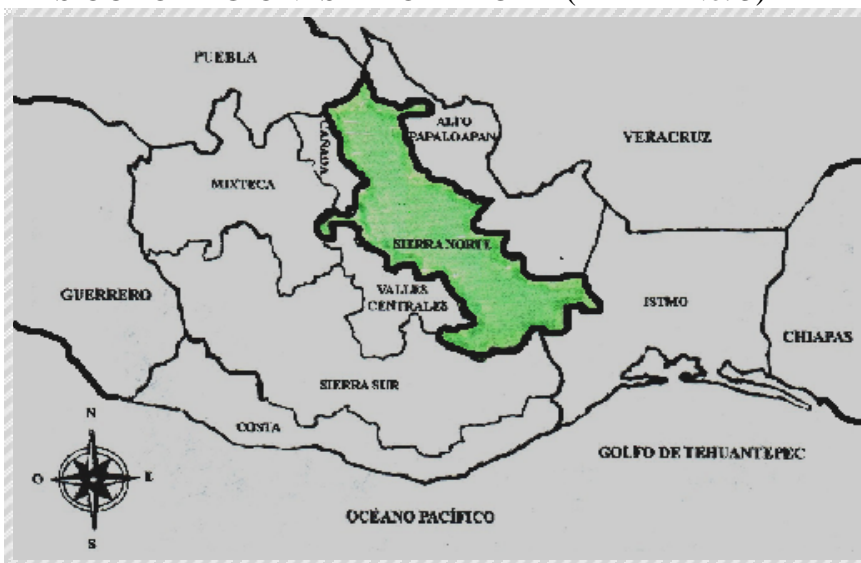 PUEBLA
ALTO
PAPALOAPAN
CAÑADA
VERACRUZ
MIXTECA
SIERRA NORTE
VALLES
CENTRALES
GUERRERO
ISTMO
CHIAPAS
SIERRA SUR
COSTA
GOLFO DE TEHUANTEPEC
OCÉANO PACÍFICO
N
O
E
S